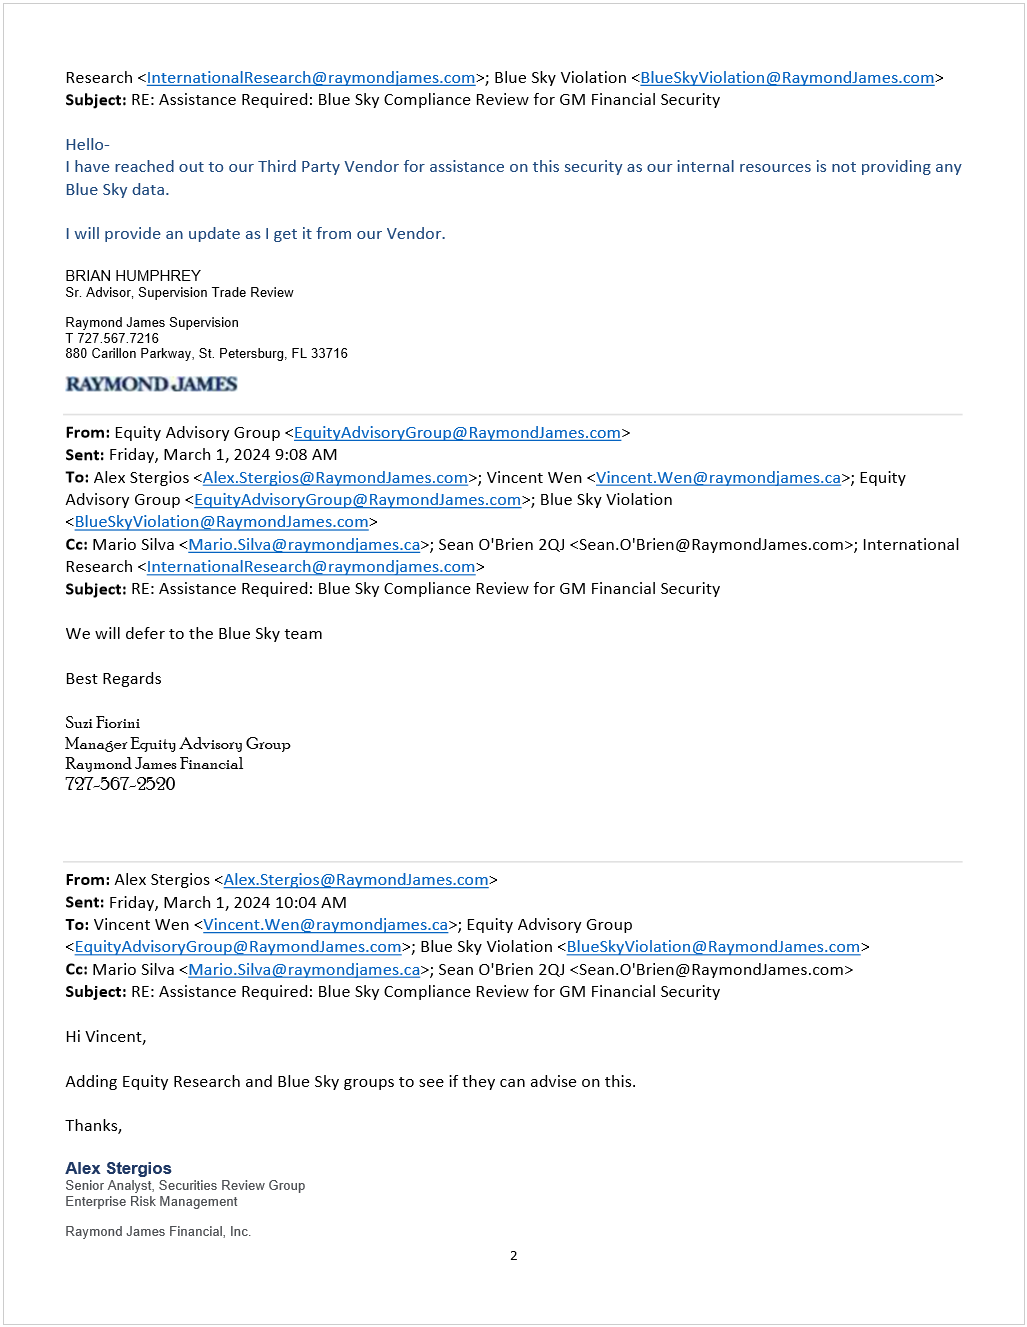 Research <InternationalResearch@raymondjames.com>; Blue Sky Violation <BlueSkyViolation@RaymondJames.com>
Subject: RE: Assistance Required: Blue Sky Compliance Review for GM Financial Security
Hello-
I have reached out to our Third Party Vendor for assistance on this security as our internal resources is not providing any
Blue Sky data.
I will provide an update as I get it from our Vendor.
BRIAN HUMPHREY
Sr. Advisor, Supervision Trade Review
Raymond James Supervision
T 727.567.7216
880 Carillon Parkway, St. Petersburg, FL 33716
RAYMOND JAMES
From: Equity Advisory Group <EquityAdvisoryGroup@RaymondJames.com>
Sent: Friday, March 1, 2024 9:08 AM
To: Alex Stergios <Alex.Stergios@RaymondJames.com>; Vincent Wen <Vincent.Wen@raymondjames.ca>; Equity
Advisory Group <EquityAdvisoryGroup@RaymondJames.com>; Blue Sky Violation
<BlueSkyViolation@RaymondJames.com>
Cc: Mario Silva <Mario.Silva@raymondjames.ca>; Sean O'Brien 2QJ <Sean.O'Brien@RaymondJames.com>; International
Research <InternationalResearch@raymondjames.com>
Subject: RE: Assistance Required: Blue Sky Compliance Review for GM Financial Security
We will defer to the Blue Sky team
Best Regards
Suzi Fiorini
Manager Equity Advisory Group
Raymond James Financial
727-567-2520
From: Alex Stergios <Alex.Stergios@RaymondJames.com>
Sent: Friday, March 1, 2024 10:04 AM
To: Vincent Wen <Vincent.Wen@raymondjames.ca>; Equity Advisory Group
<EquityAdvisoryGroup@RaymondJames.com>; Blue Sky Violation <BlueSkyViolation@RaymondJames.com>
Cc: Mario Silva <Mario.Silva@raymondjames.ca>; Sean O'Brien 2QJ <Sean.O'Brien@RaymondJames.com>
Subject: RE: Assistance Required: Blue Sky Compliance Review for GM Financial Security
Hi Vincent,
Adding Equity Research and Blue Sky groups to see if they can advise on this.
Thanks,
Alex Stergios
Senior Analyst, Securities Review Group
Enterprise Risk Management
Raymond James Financial, Inc.
2